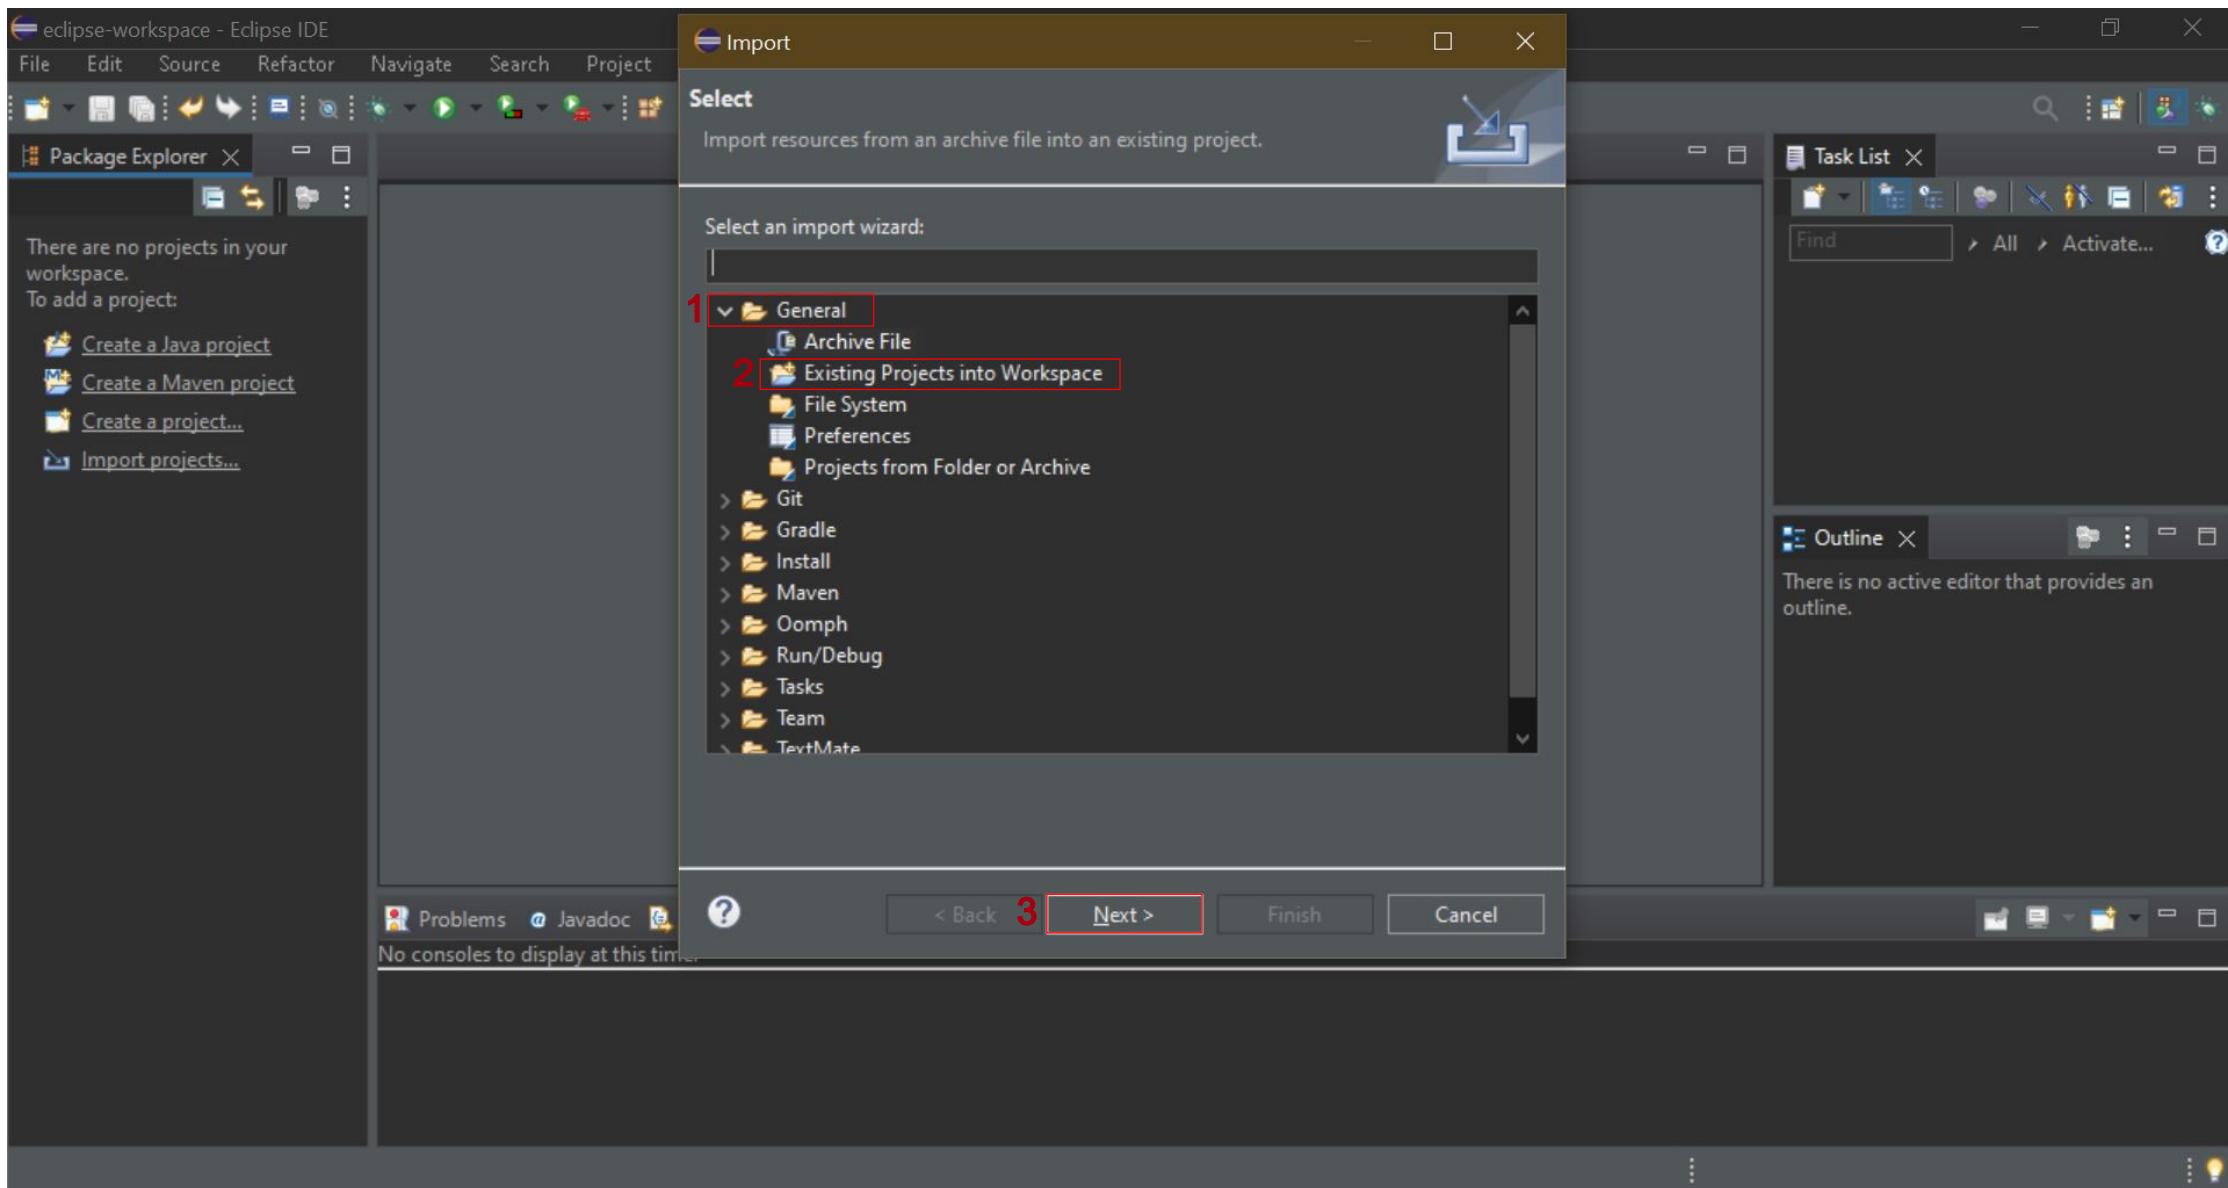 eclipse-workspace - Eclipse IDE
File Edit Source Refactor Navigate Search Project
Package Explorer
There are no projects in your
workspace.
To add a project:
Create a Java project
Create a Maven project
Create a project...
Import projects...
Import
Select
Import resources from an archive file into an existing project.
Select an import wizard:
1 General
Archive File
2 Existing Projects into Workspace
File System
Preferences
Projects from Folder or Archive
Git
Gradle
Install
Maven
Oomph
Run/Debug
Tasks
Team
TextMate
< Back 3 Next > Finish Cancel
Task List
Find All Activate...
Outline
There is no active editor that provides an
outline.
Problems @ Javadoc
No consoles to display at this time.